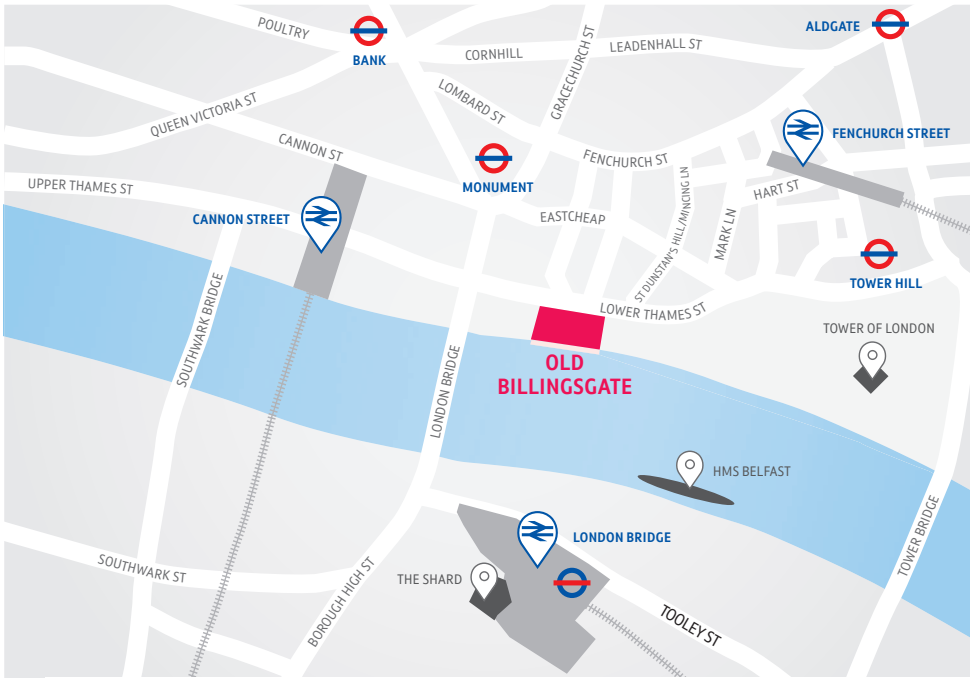 POULTRY
BANK
CORNHILL
GRACECHURCH ST
LEADENHALL ST
ALDGATE
QUEEN VICTORIA ST
LOMBARD ST
CANNON ST
MONUMENT
FENCHURCH ST
FENCHURCH STREET
HART ST
UPPER THAMES ST
CANNON STREET
EASTCHEAP
ST DUNSTAN'S HILL/MINCING LN
MARK LN
TOWER HILL
LOWER THAMES ST
TOWER OF LONDON
SOUTHWARK BRIDGE
LONDON BRIDGE
OLD
BILLINGSGATE
HMS BELFAST
TOWER BRIDGE
LONDON BRIDGE
SOUTHWARK ST
BOROUGH HIGH ST
THE SHARD
TOOLEY ST